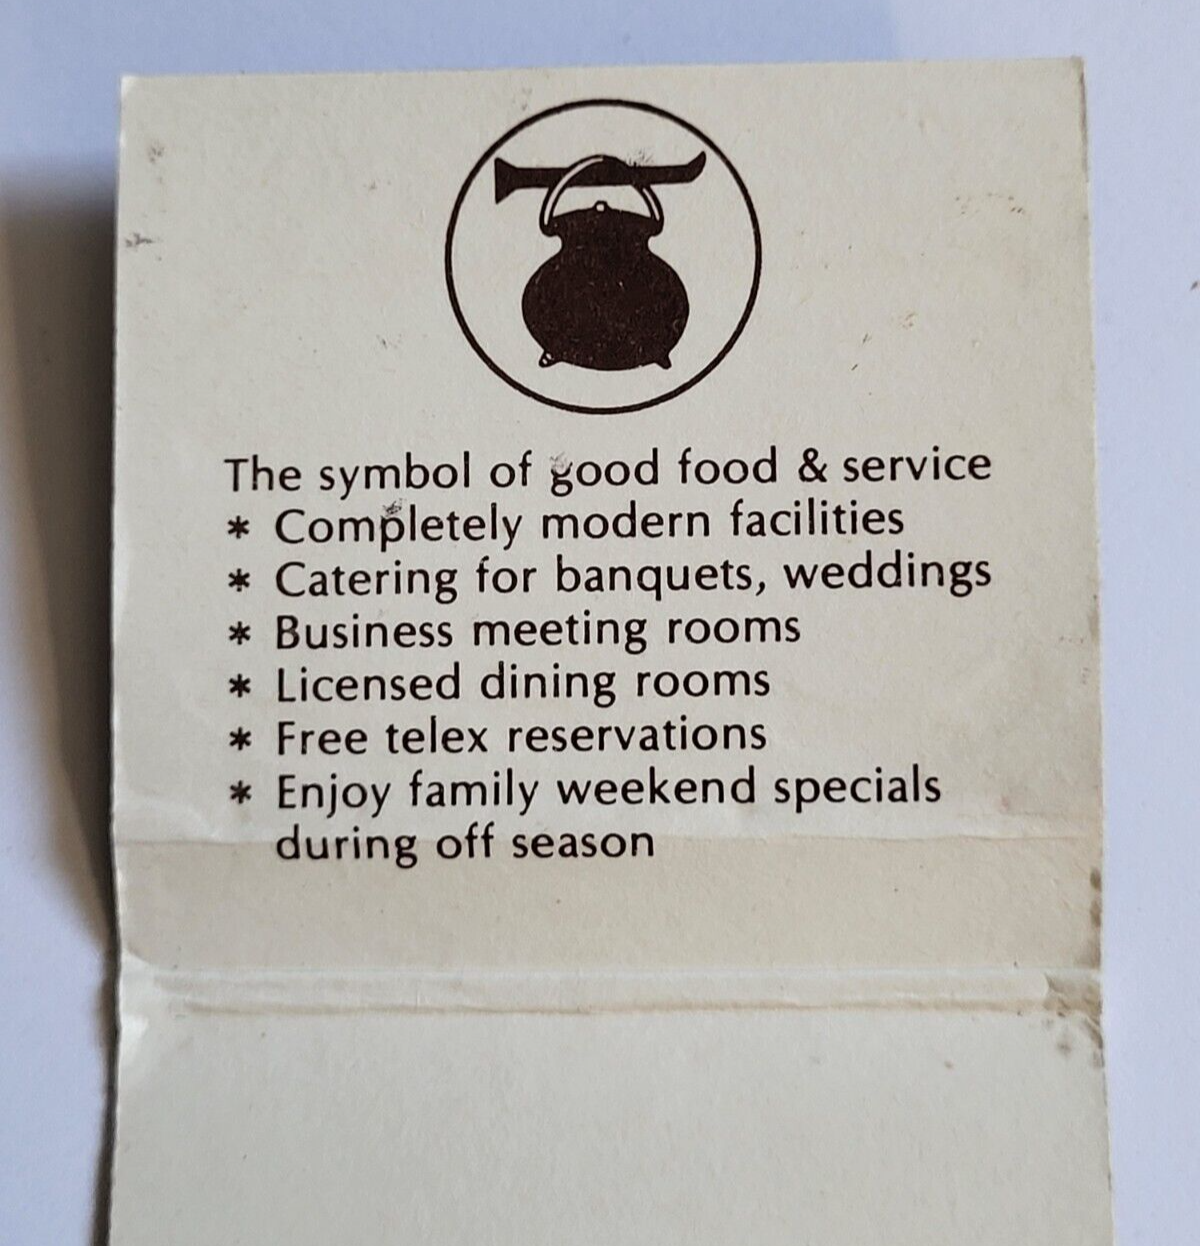 The symbol of good food & service
* Completely modern facilities
* Catering for banquets, weddings
* Business meeting rooms
* Licensed dining rooms
* Free telex reservations
* Enjoy family weekend specials
during off season